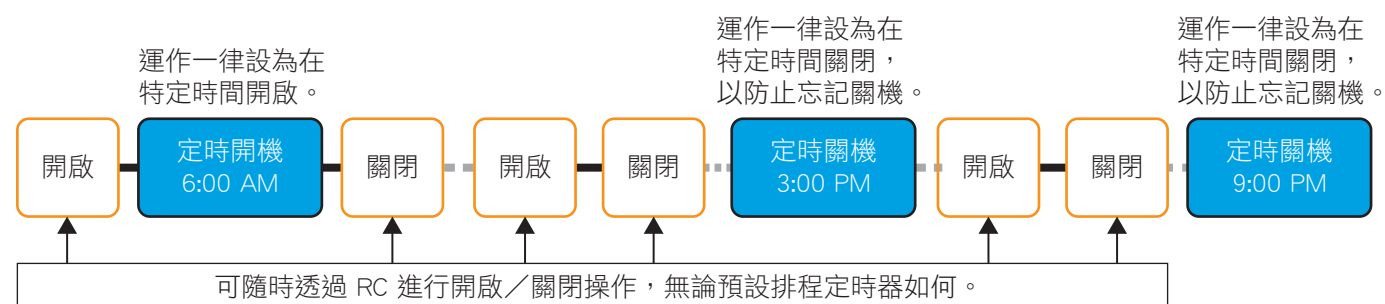 運作一律設為在
特定時間開啟。
運作一律設為在
特定時間關閉，
以防止忘記關機。
運作一律設為在
特定時間關閉，
以防止忘記關機。
開啟
定時開機
6:00 AM
關閉
開啟
關閉
定時關機
3:00 PM
開啟
關閉
定時關機
9:00 PM
可隨時透過 RC 進行開啟／關閉操作，無論預設排程定時器如何。